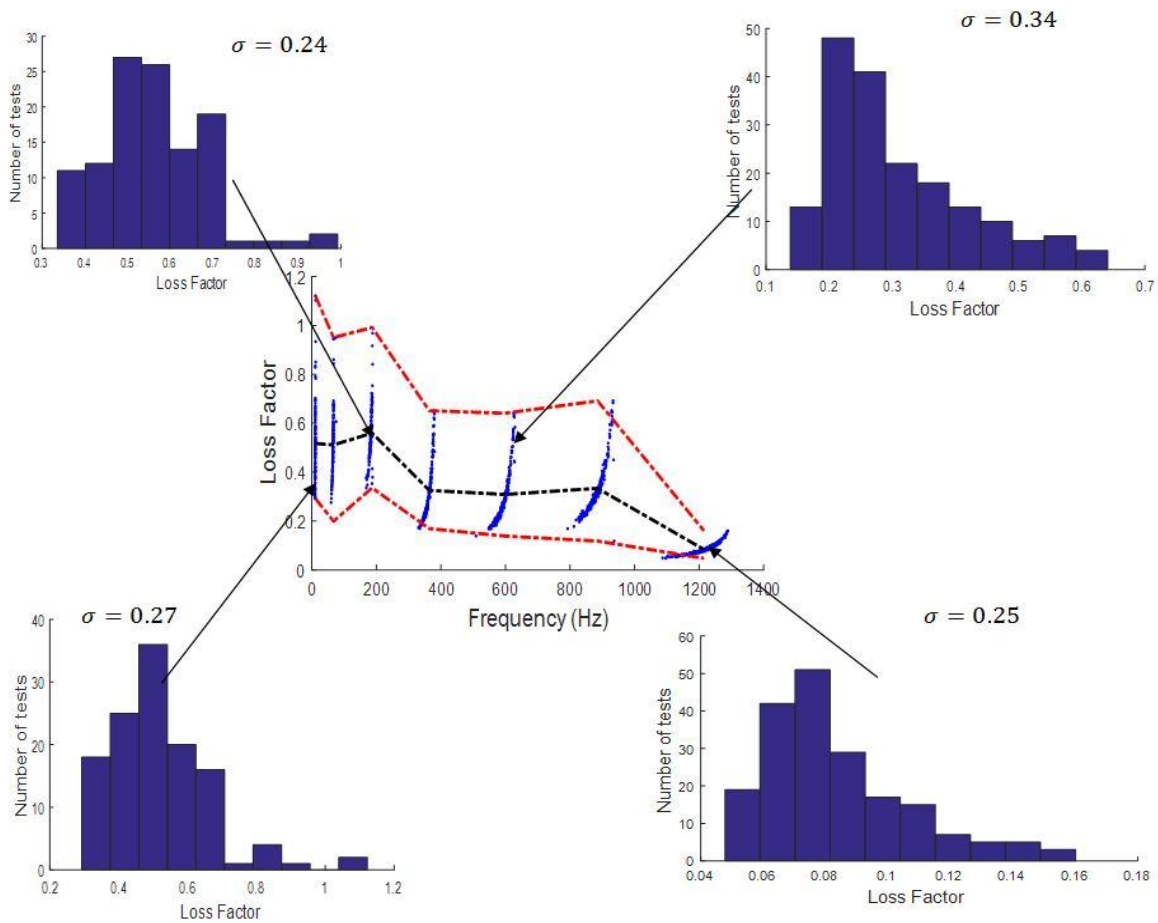 σ = 0.24
30
25
20
15
10
5
0
Number of tests
0.3 0.4 0.5 0.6 0.7 0.8 0.9 1
Loss Factor
σ = 0.34
50
40
30
20
10
0
Number of tests
0.1 0.2 0.3 0.4 0.5 0.6 0.7
Loss Factor
1.2
1
0.8
0.6
0.4
0.2
0
Loss Factor
0 200 400 600 800 1000 1200 1400
Frequency (Hz)
σ = 0.27
40
30
20
10
0
Number of tests
0.2 0.4 0.6 0.8 1 1.2
Loss Factor
σ = 0.25
60
50
40
30
20
10
0
Number of tests
0.04 0.06 0.08 0.1 0.12 0.14 0.16 0.18
Loss Factor